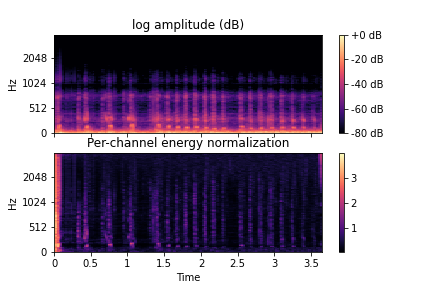 log amplitude (dB)
Hz
2048
1024
512
0
+0 dB
-20 dB
-40 dB
-60 dB
-80 dB
Per-channel energy normalization
Hz
2048
1024
512
0
3
2
1
0 0.5 1 1.5 2 2.5 3 3.5
Time